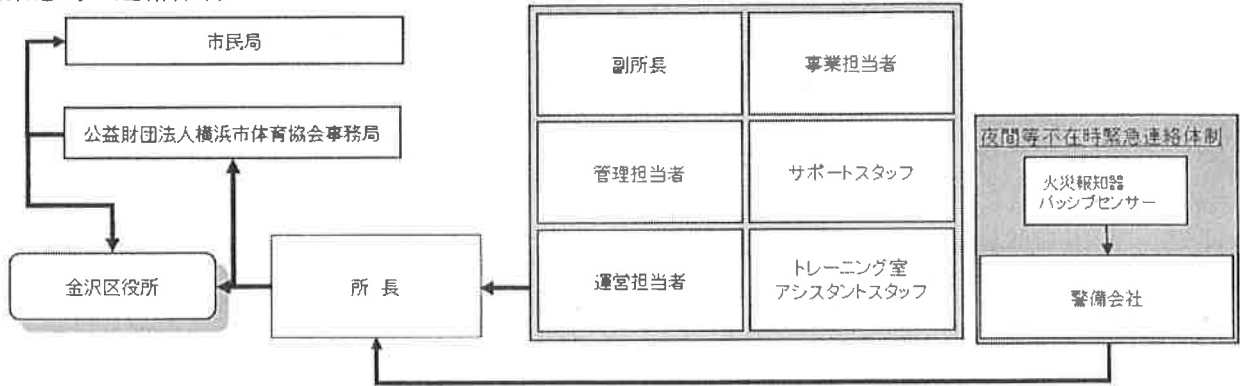 市民局
公益財団法人横浜市体育協会事務局
金沢区役所
所 長
副所長
事業担当者
管理担当者
サポートスタッフ
運営担当者
トレーニング室
アシスタントスタッフ
夜間等不在時緊急連絡体制
火災報知器
パッシブセンサー
警備会社